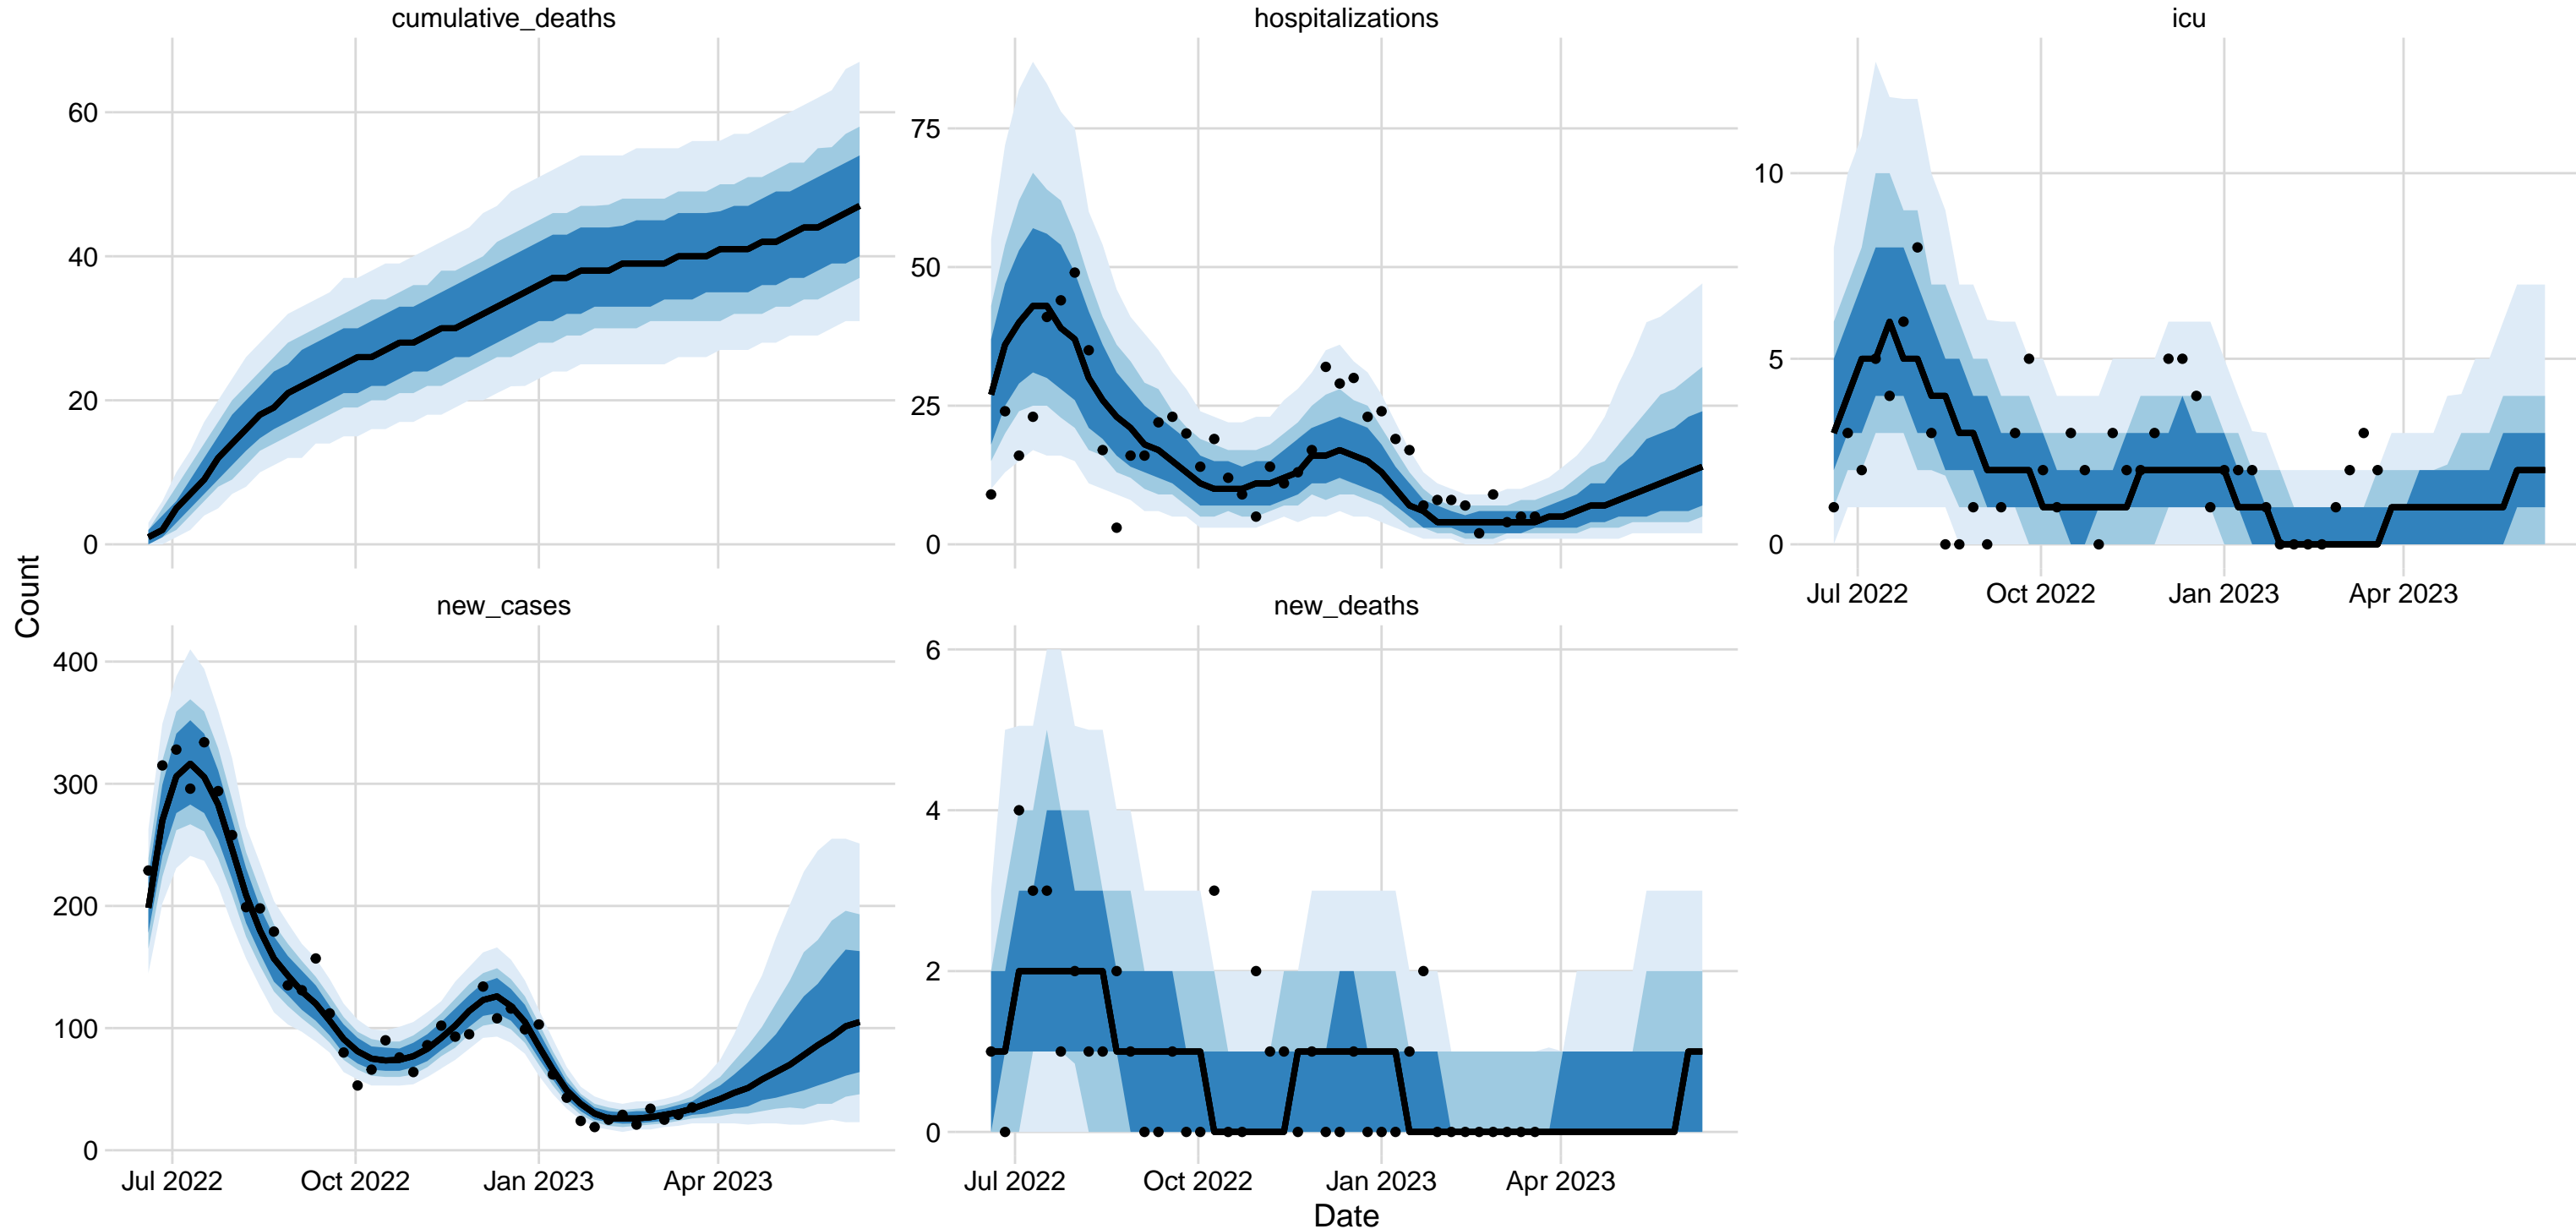 cumulative_deaths
hospitalizations
icu
60
40
20
0
75
50
25
0
10
5
0
Jul 2022 Oct 2022 Jan 2023 Apr 2023
Count
new_cases
new_deaths
400
300
200
100
0
6
4
2
0
Jul 2022 Oct 2022 Jan 2023 Apr 2023
Jul 2022 Oct 2022 Jan 2023 Apr 2023
Date